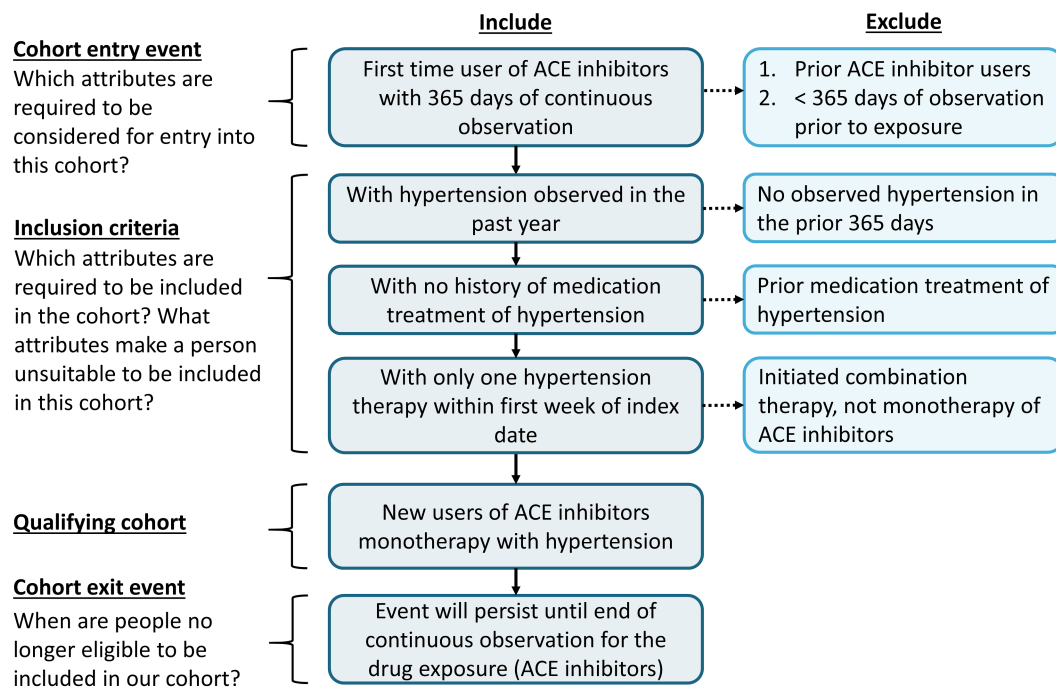 Include
Exclude
Cohort entry event
Which attributes are
required to be
considered for entry into
this cohort?
First time user of ACE inhibitors
with 365 days of continuous
observation
1. Prior ACE inhibitor users
2. < 365 days of observation
prior to exposure
Inclusion criteria
Which attributes are
required to be included
in the cohort? What
attributes make a person
unsuitable to be included
in this cohort?
With hypertension observed in the
past year
No observed hypertension in
the prior 365 days
With no history of medication
treatment of hypertension
Prior medication treatment of
hypertension
With only one hypertension
therapy within first week of index
date
Initiated combination
therapy, not monotherapy of
ACE inhibitors
Qualifying cohort
New users of ACE inhibitors
monotherapy with hypertension
Cohort exit event
When are people no
longer eligible to be
included in our cohort?
Event will persist until end of
continuous observation for the
drug exposure (ACE inhibitors)